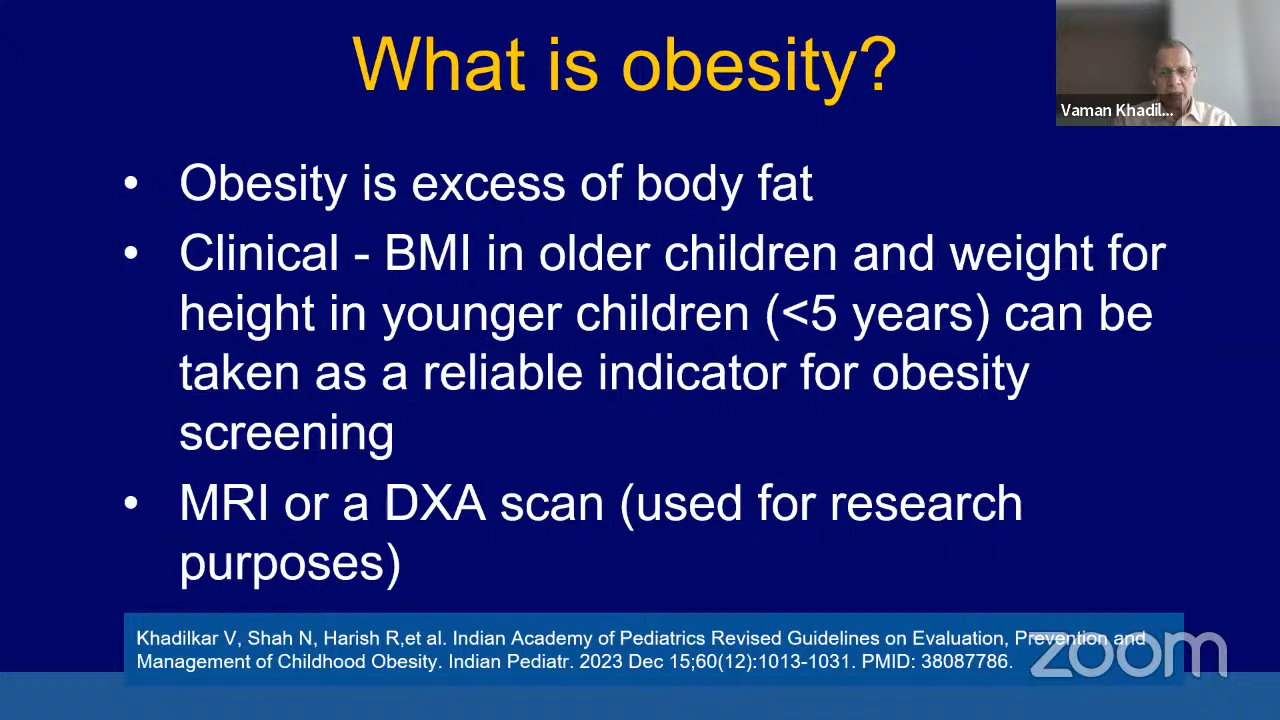 What is obesity?
Vaman Khadil...
• Obesity is excess of body fat
• Clinical - BMI in older children and weight for
height in younger children (<5 years) can be
taken as a reliable indicator for obesity
screening
• MRI or a DXA scan (used for research
purposes)
Khadilkar V, Shah N, Harish R,et al. Indian Academy of Pediatrics Revised Guidelines on Evaluation, Prevention and
Management of Childhood Obesity. Indian Pediatr. 2023 Dec 15;60(12):1013-1031. PMID: 38087786.
zoom